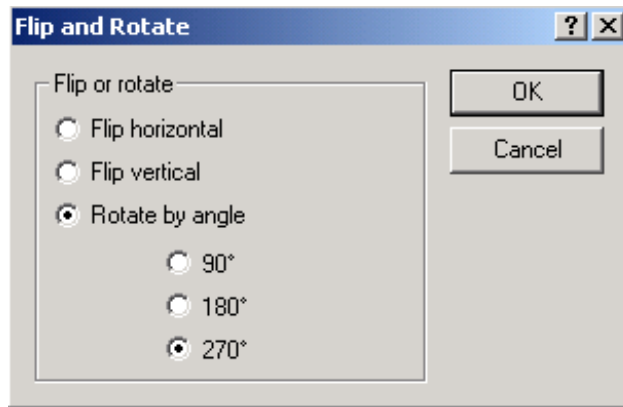 Flip and Rotate
Flip or rotate
Flip horizontal
Flip vertical
Rotate by angle
90°
180°
270°
OK
Cancel